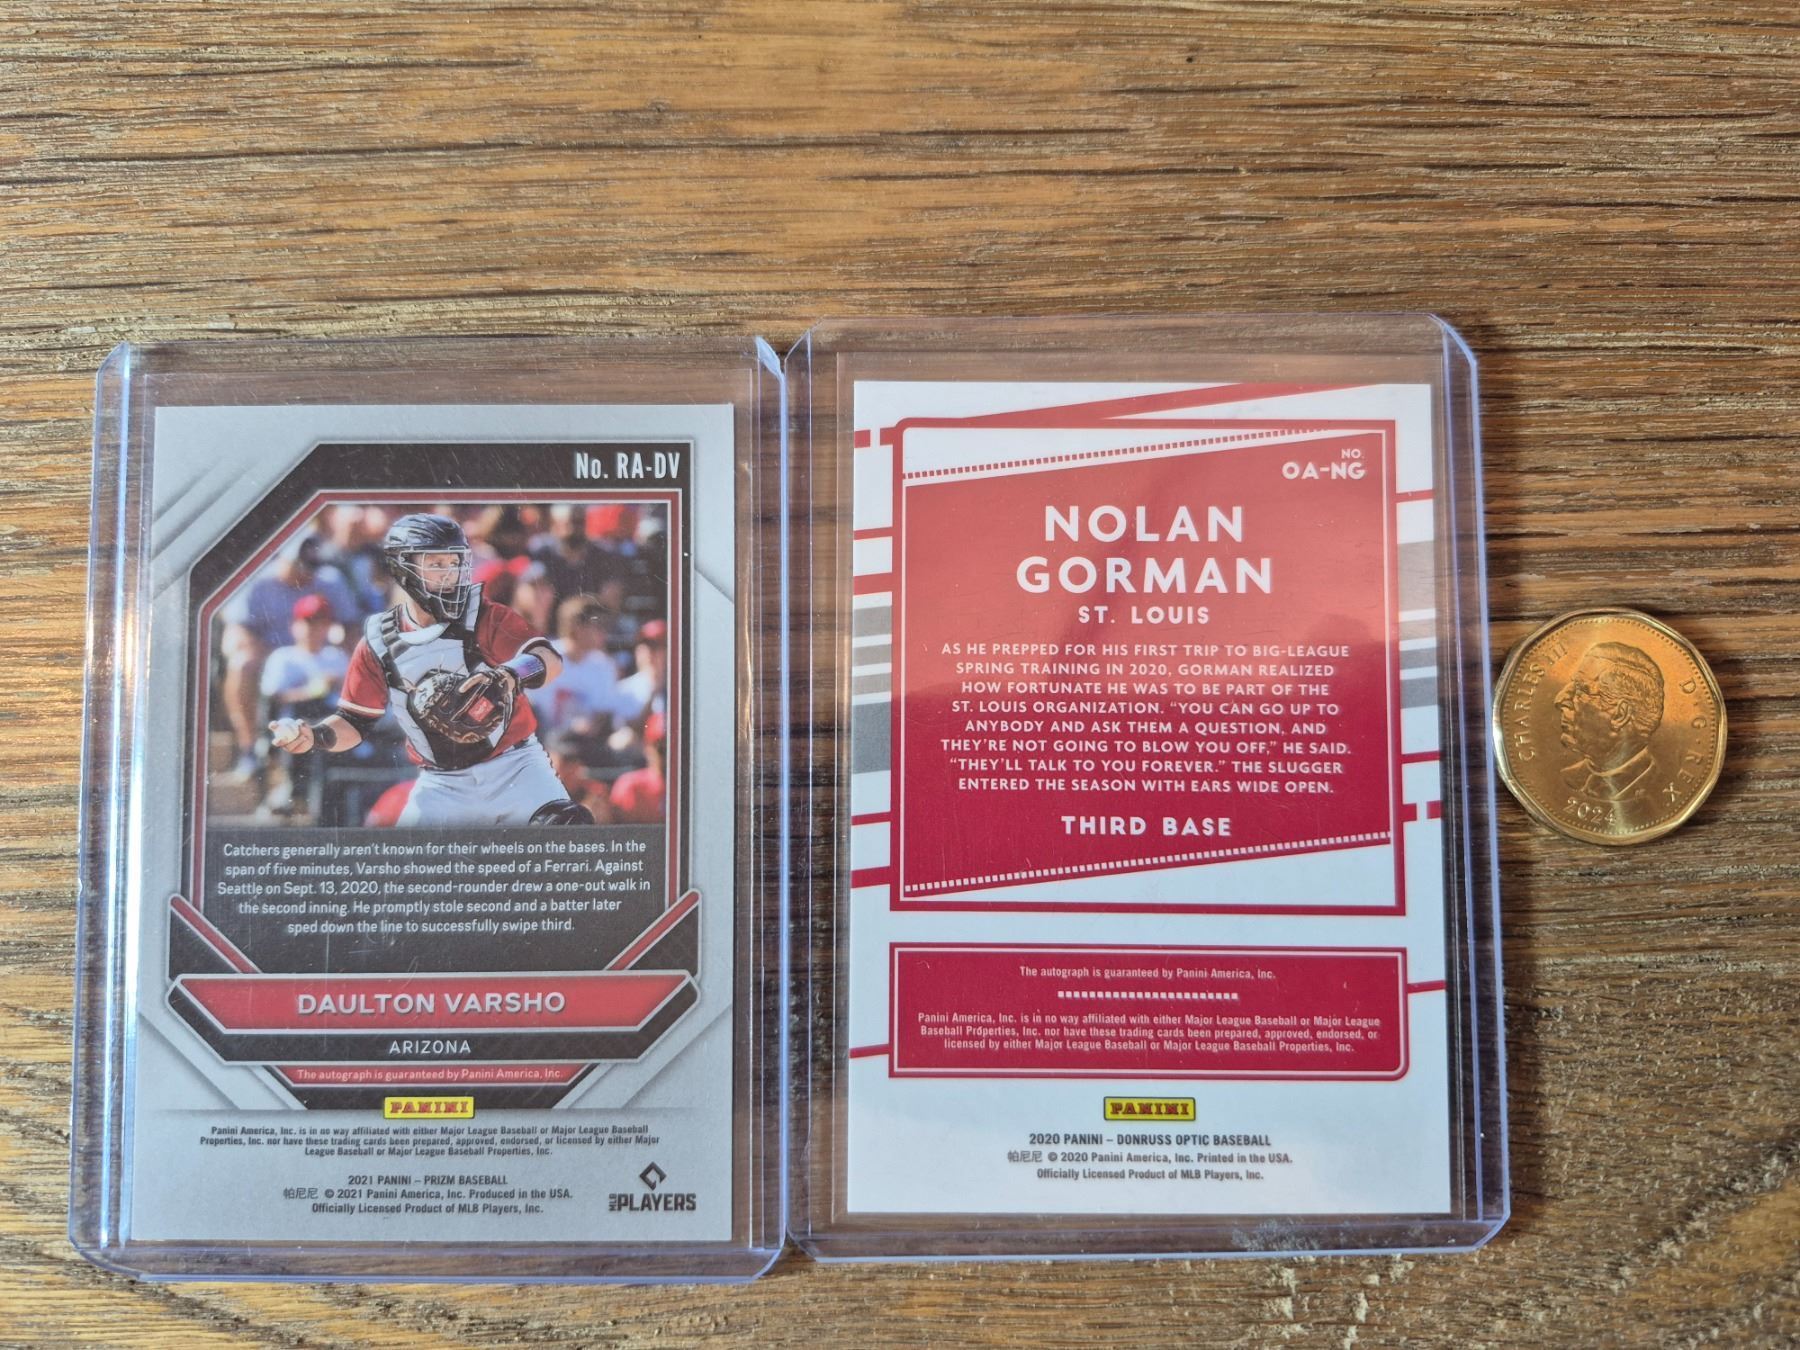 No. RA-DV
Catchers generally aren't known for their wheels on the bases. In the
span of five minutes, Varsho showed the speed of a Ferrari. Against
Seattle on Sept. 13, 2020, the second-rounder drew a one-out walk in
the second inning. He promptly stole second and a batter later
sped down the line to successfully swipe third.
DAULTON VARSHO
ARIZONA
The autograph is guaranteed by Panini America, Inc.
PANINI
Panini America, Inc. is in no way affiliated with either Major League Baseball or Major League Baseball
Properties, Inc. nor have these trading cards been prepared, approved, endorsed, or licensed by either Major
League Baseball or Major League Baseball Properties, Inc.
2021 PANINI – PRIZM BASEBALL
帕尼尼 © 2021 Panini America, Inc. Produced in the USA.
Officially Licensed Product of MLB Players, Inc.
MLB PLAYERS
NO.
OA-NG
NOLAN
GORMAN
ST. LOUIS
AS HE PREPPED FOR HIS FIRST TRIP TO BIG-LEAGUE
SPRING TRAINING IN 2020, GORMAN REALIZED
HOW FORTUNATE HE WAS TO BE PART OF THE
ST. LOUIS ORGANIZATION. “YOU CAN GO UP TO
ANYBODY AND ASK THEM A QUESTION, AND
THEY'RE NOT GOING TO BLOW YOU OFF,” HE SAID.
“THEY'LL TALK TO YOU FOREVER.” THE SLUGGER
ENTERED THE SEASON WITH EARS WIDE OPEN.
THIRD BASE
The autograph is guaranteed by Panini America, Inc.
Panini America, Inc. is in no way affiliated with either Major League Baseball or Major League
Baseball Properties, Inc. nor have these trading cards been prepared, approved, endorsed, or
licensed by either Major League Baseball or Major League Baseball Properties, Inc.
PANINI
2020 PANINI – DONRUSS OPTIC BASEBALL
帕尼尼 © 2020 Panini America, Inc. Printed in the USA.
Officially Licensed Product of MLB Players, Inc.
CHARLES III D·G·REX
2024